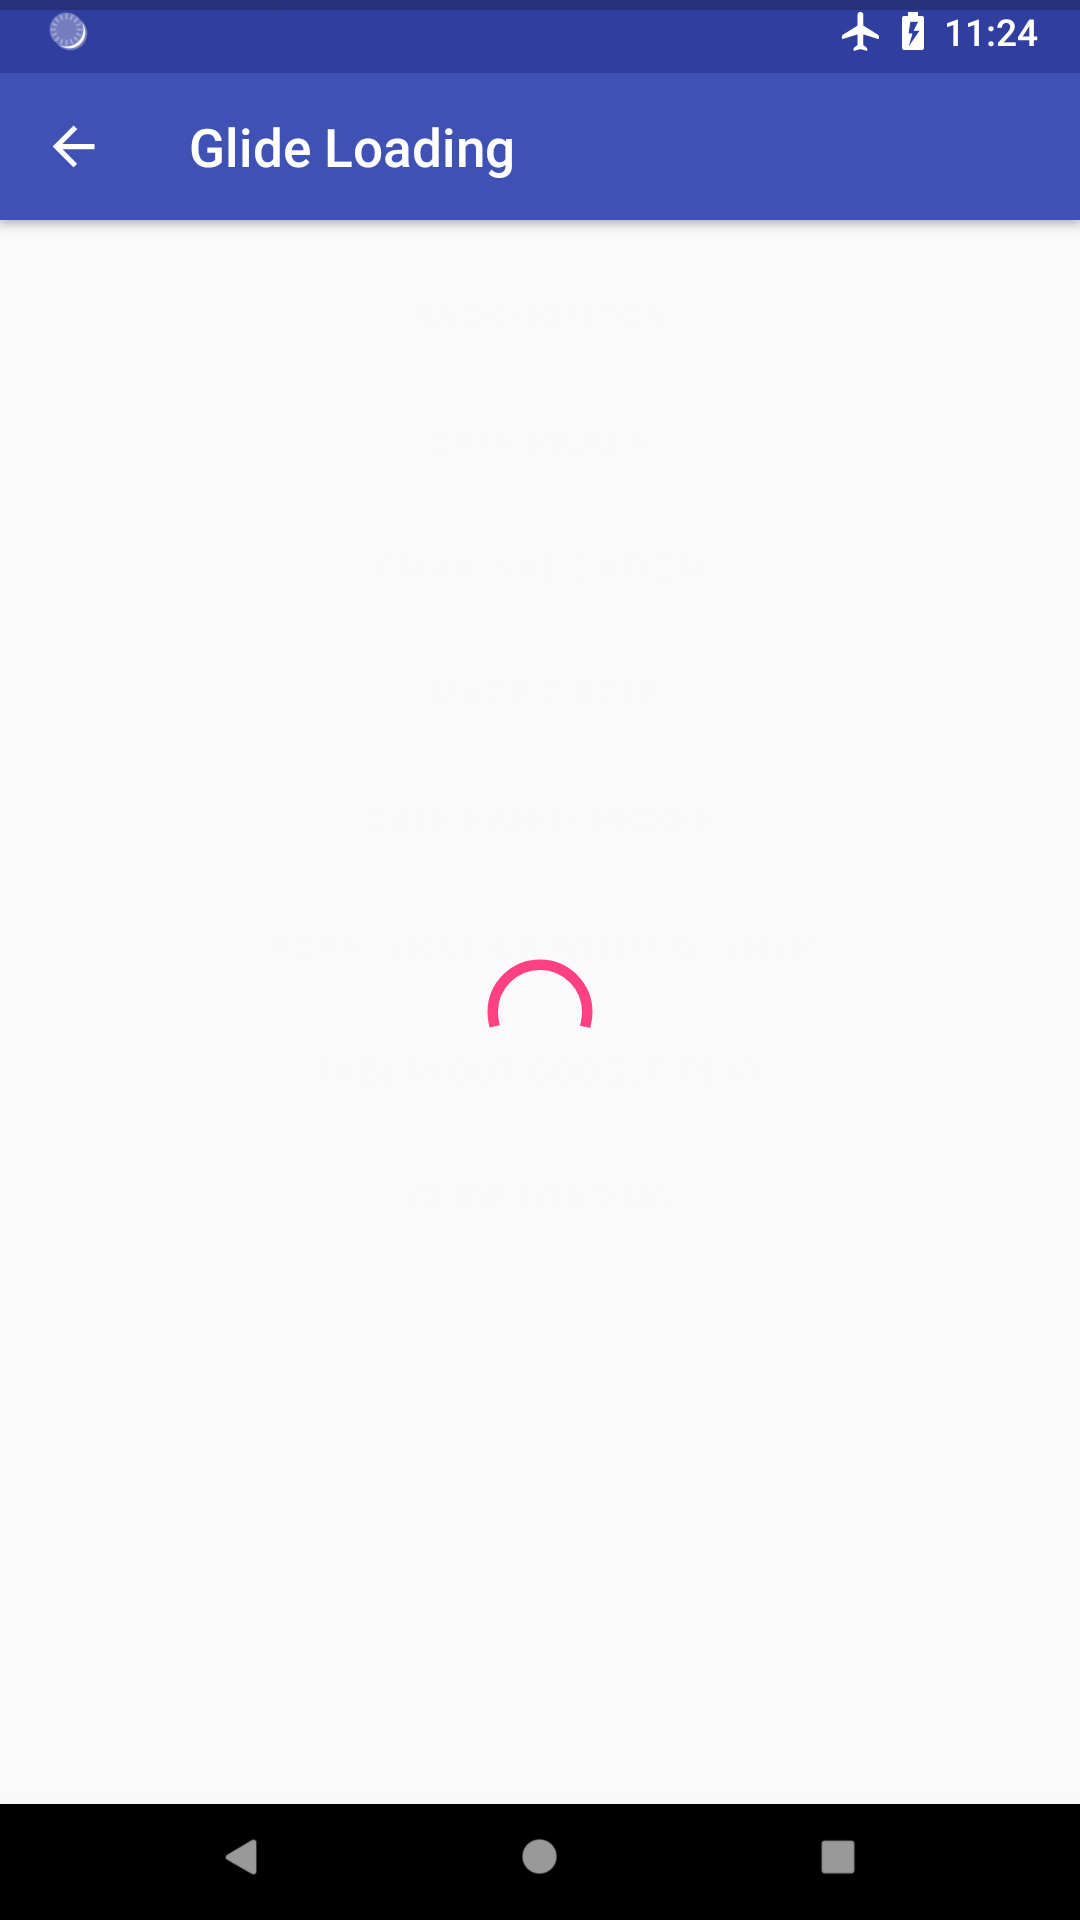 11:24
Glide Loading
RADIO BUTTON
DATE PICKER
EMAIL VALIDATION
IMAGE CIRCLE
DATE RANGE PICKER
ADAPTER CLICK WITH LISTENER
TABLAYOUT GOOGLE PLAY
GLIDE LOADING